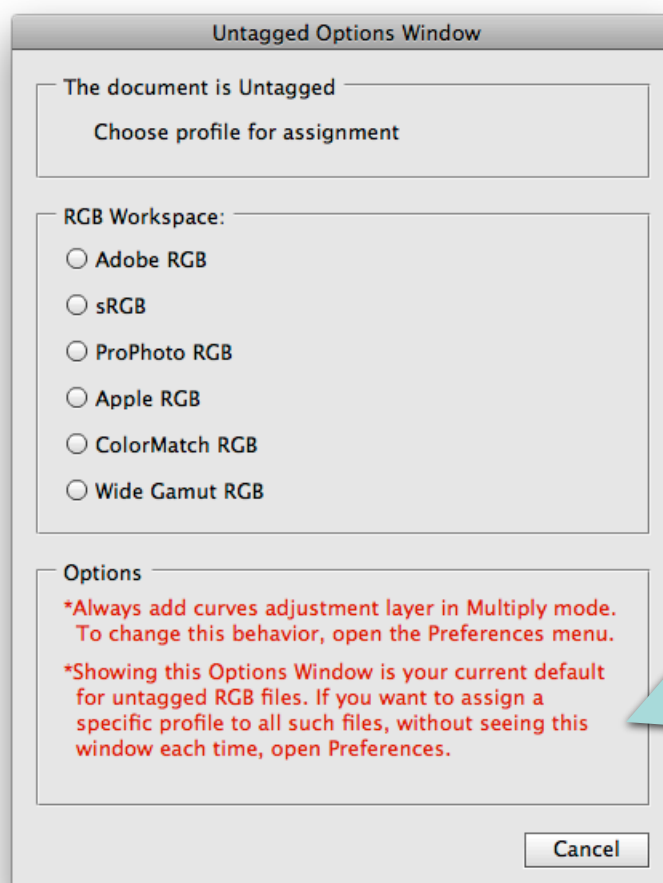 Untagged Options Window
The document is Untagged
Choose profile for assignment
RGB Workspace:
Adobe RGB
sRGB
ProPhoto RGB
Apple RGB
ColorMatch RGB
Wide Gamut RGB
Options
*Always add curves adjustment layer in Multiply mode.
To change this behavior, open the Preferences menu.
*Showing this Options Window is your current default
for untagged RGB files. If you want to assign a
specific profile to all such files, without seeing this
window each time, open Preferences.
Cancel